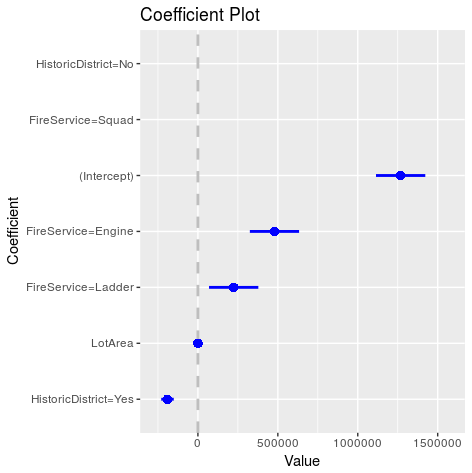 Coefficient Plot
Coefficient
HistoricDistrict=No
FireService=Squad
(Intercept)
FireService=Engine
FireService=Ladder
LotArea
HistoricDistrict=Yes
0 500000 1000000 1500000
Value